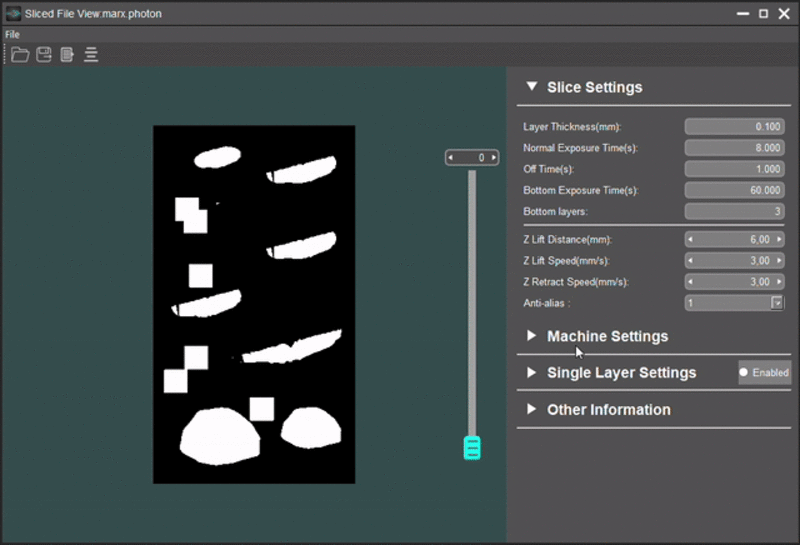 Sliced File View:marx.photon
File
0
Slice Settings
Layer Thickness(mm): 0.100
Normal Exposure Time(s): 8.000
Off Time(s): 1.000
Bottom Exposure Time(s): 60.000
Bottom layers: 3
Z Lift Distance(mm): 6,00
Z Lift Speed(mm/s): 3,00
Z Retract Speed(mm/s): 3,00
Anti-alias : 1
Machine Settings
Single Layer Settings Enabled
Other Information